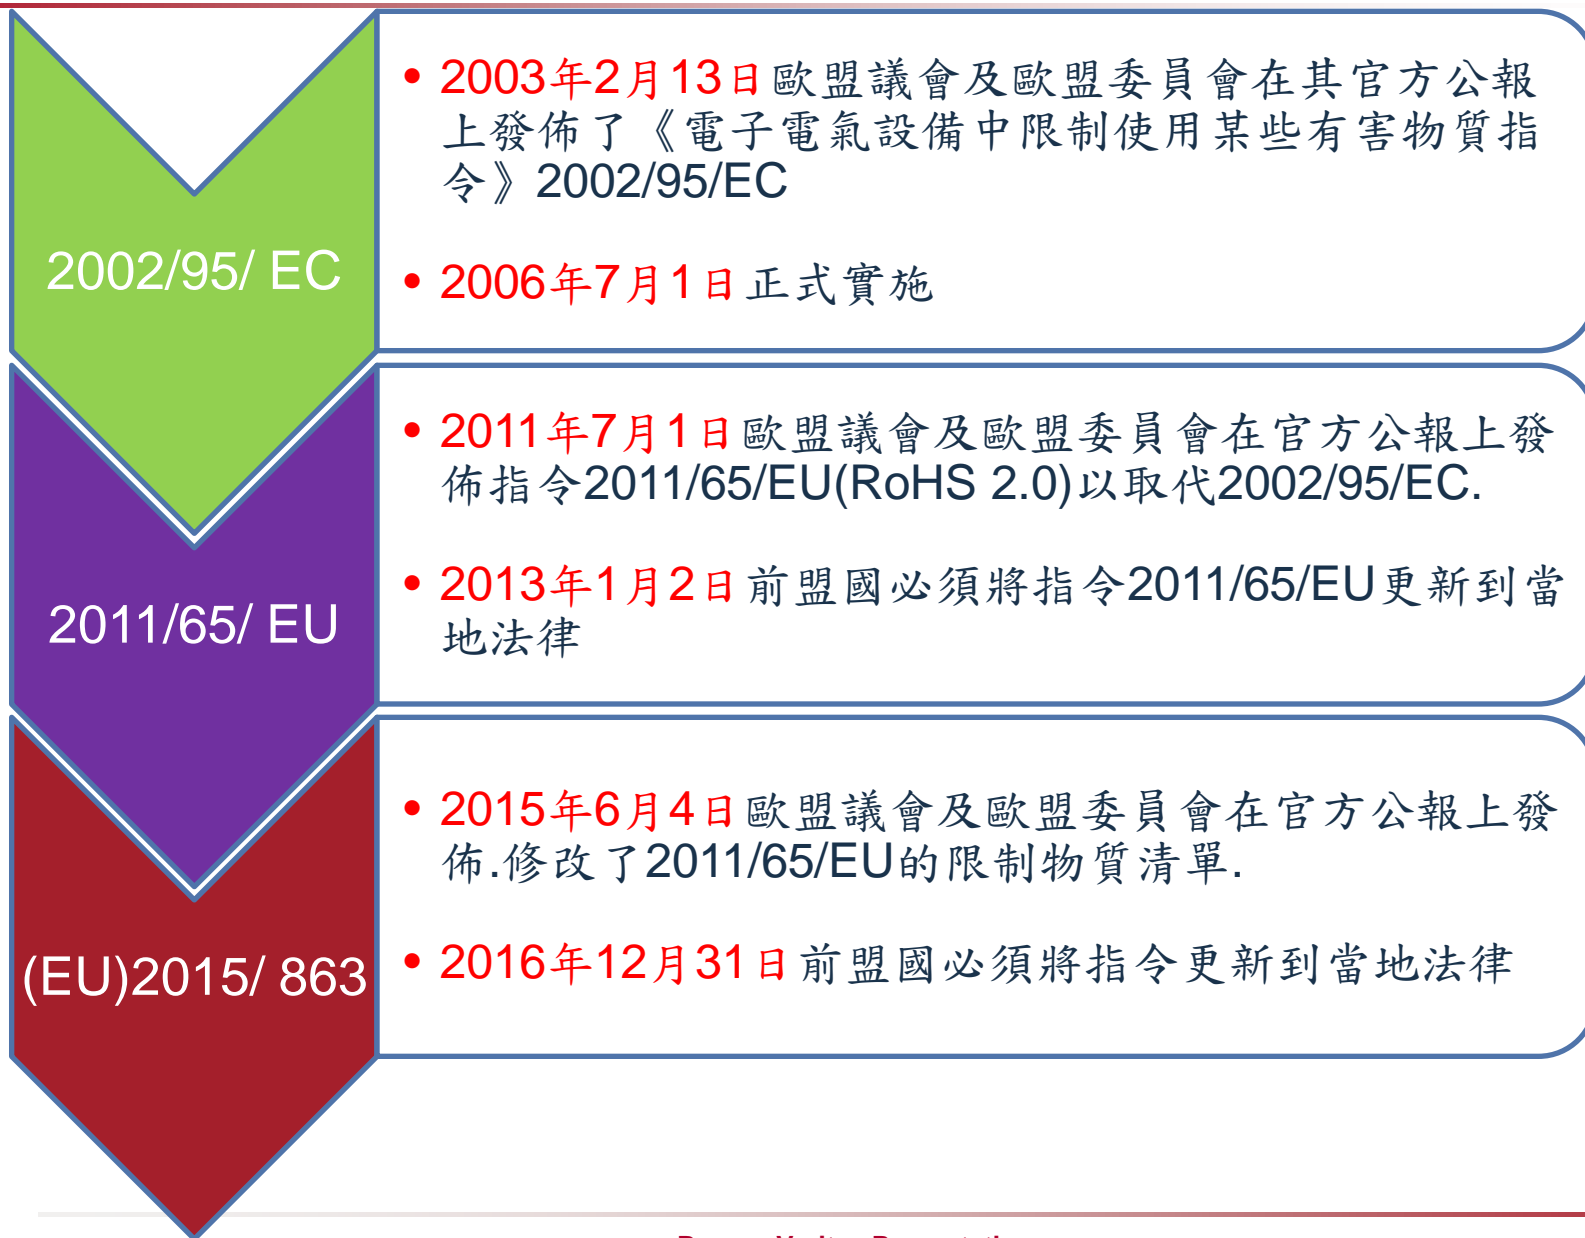 2002/95/ EC
• 2003年2月13日歐盟議會及歐盟委員會在其官方公報
上發佈了《電子電氣設備中限制使用某些有害物質指
令》2002/95/EC
• 2006年7月1日正式實施
2011/65/ EU
• 2011年7月1日歐盟議會及歐盟委員會在官方公報上發
佈指令2011/65/EU(RoHS 2.0)以取代2002/95/EC.
• 2013年1月2日前盟國必須將指令2011/65/EU更新到當
地法律
(EU)2015/ 863
• 2015年6月4日歐盟議會及歐盟委員會在官方公報上發
佈.修改了2011/65/EU的限制物質清單.
• 2016年12月31日前盟國必須將指令更新到當地法律